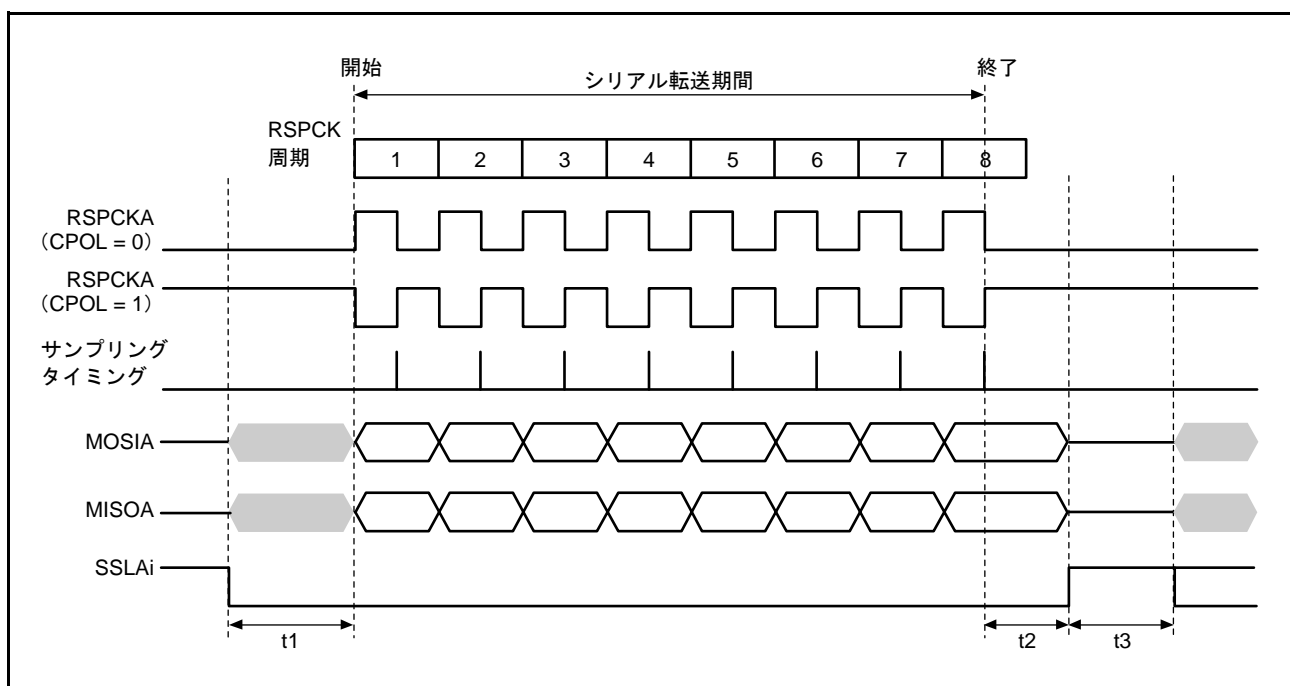 開始
終了
シリアル転送期間
RSPCK
周期
1 2 3 4 5 6 7 8
RSPCKA
（CPOL = 0）
RSPCKA
（CPOL = 1）
サンプリング
タイミング
MOSIA
MISOA
SSLAi
t1
t2
t3